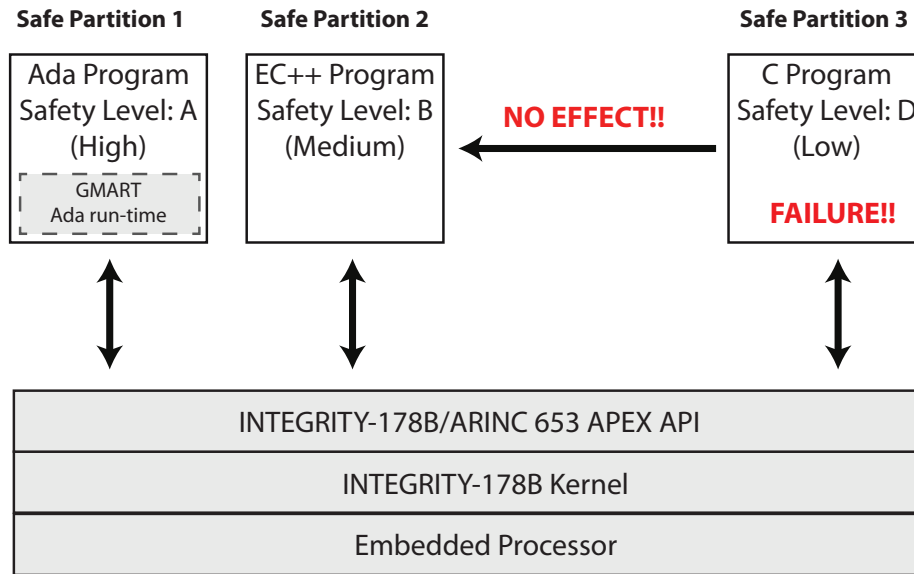 Safe Partition 1
Safe Partition 2
Safe Partition 3
Ada Program
Safety Level: A
(High)
GMART
Ada run-time
EC++ Program
Safety Level: B
(Medium)
NO EFFECT!!
C Program
Safety Level: D
(Low)
FAILURE!!
INTEGRITY-178B/ARINC 653 APEX API
INTEGRITY-178B Kernel
Embedded Processor